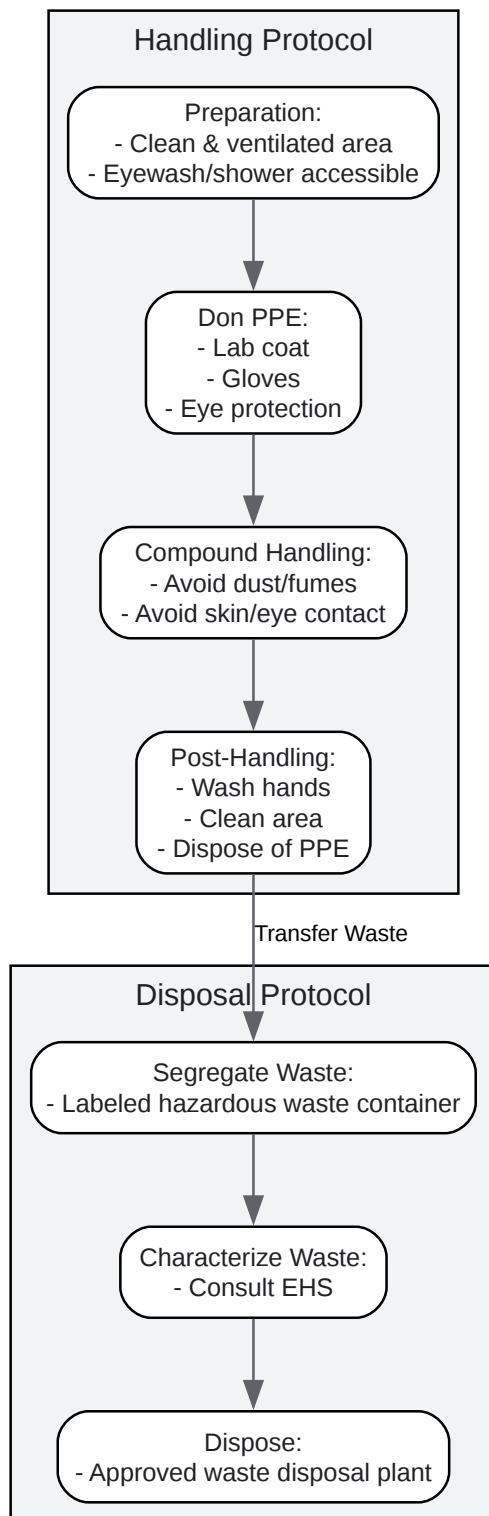 Handling Protocol
Preparation:
- Clean & ventilated area
- Eyewash/shower accessible
Don PPE:
- Lab coat
- Gloves
- Eye protection
Compound Handling:
- Avoid dust/fumes
- Avoid skin/eye contact
Post-Handling:
- Wash hands
- Clean area
- Dispose of PPE
Transfer Waste
Disposal Protocol
Segregate Waste:
- Labeled hazardous waste container
Characterize Waste:
- Consult EHS
Dispose:
- Approved waste disposal plant